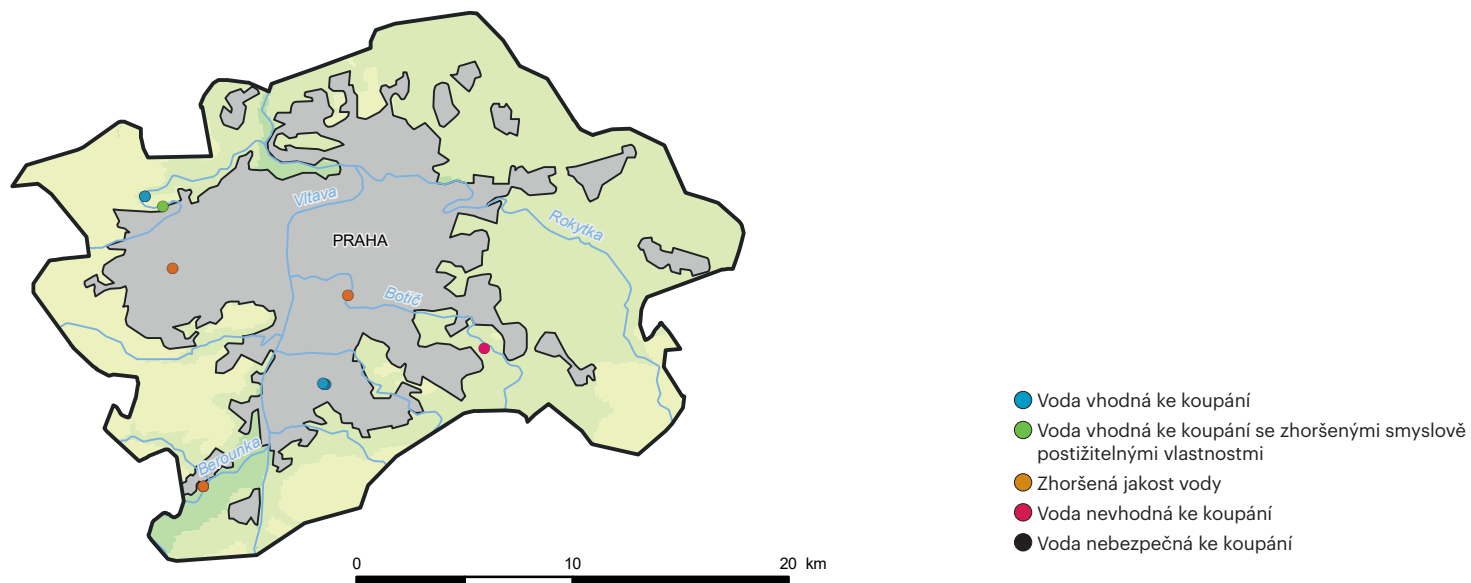 Vltava
PRAHA
Rokytka
Botič
Berounka
Voda vhodná ke koupání
Voda vhodná ke koupání se zhoršenými smyslově
postižitelnými vlastnostmi
Zhoršená jakost vody
Voda nevhodná ke koupání
Voda nebezpečná ke koupání
0 10 20 km